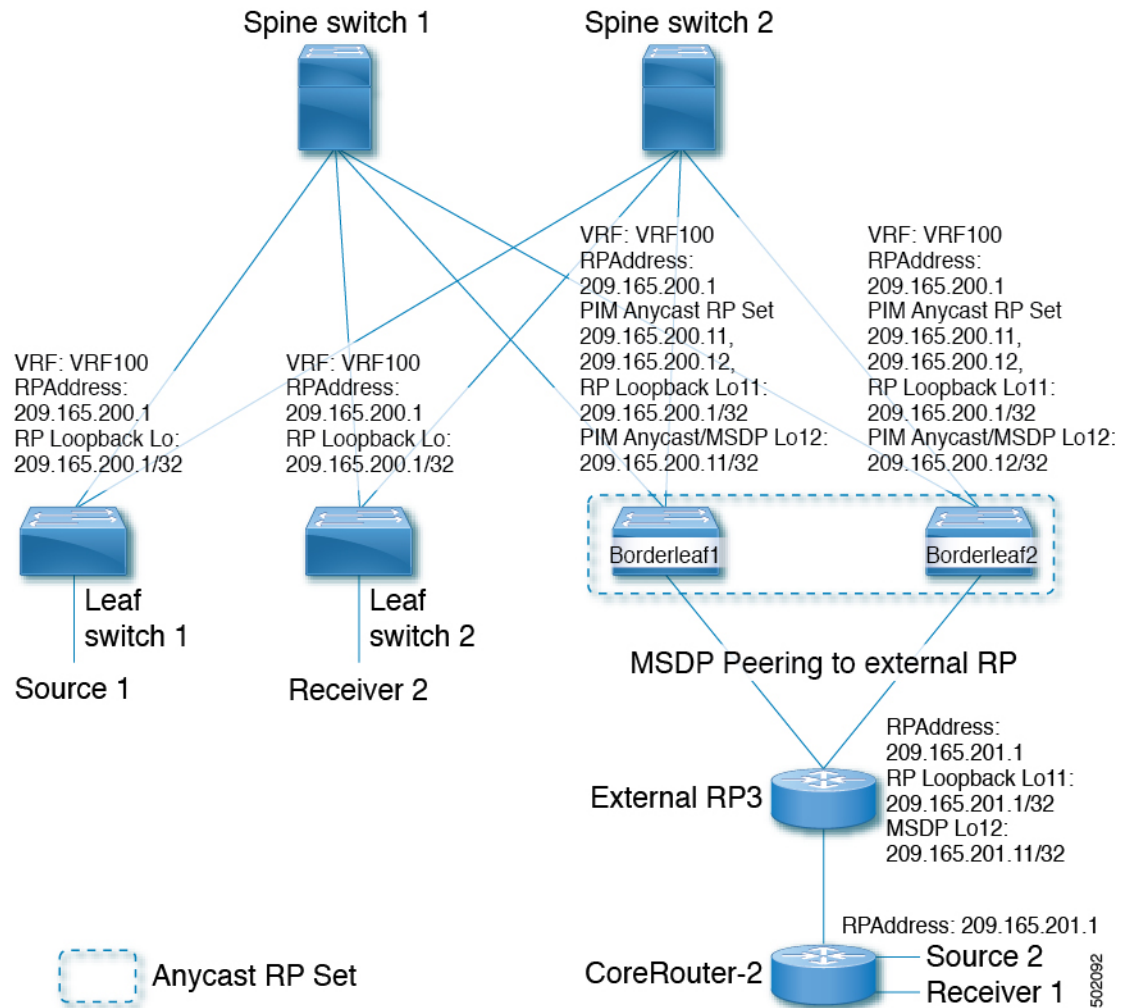 Spine switch 1
Spine switch 2
VRF: VRF100
RPAddress:
209.165.200.1
PIM Anycast RP Set
209.165.200.11,
209.165.200.12,
RP Loopback Lo11:
209.165.200.1/32
PIM Anycast/MSDP Lo12:
209.165.200.11/32
VRF: VRF100
RPAddress:
209.165.200.1
PIM Anycast RP Set
209.165.200.11,
209.165.200.12,
RP Loopback Lo11:
209.165.200.1/32
PIM Anycast/MSDP Lo12:
209.165.200.12/32
VRF: VRF100
RPAddress:
209.165.200.1
RP Loopback Lo:
209.165.200.1/32
VRF: VRF100
RPAddress:
209.165.200.1
RP Loopback Lo:
209.165.200.1/32
Borderleaf1
Borderleaf2
Leaf
switch 1
Leaf
switch 2
Source 1
Receiver 2
MSDP Peering to external RP
RPAddress:
209.165.201.1
RP Loopback Lo11:
209.165.201.1/32
MSDP Lo12:
209.165.201.11/32
External RP3
RPAddress: 209.165.201.1
CoreRouter-2
Source 2
Receiver 1
Anycast RP Set
502092